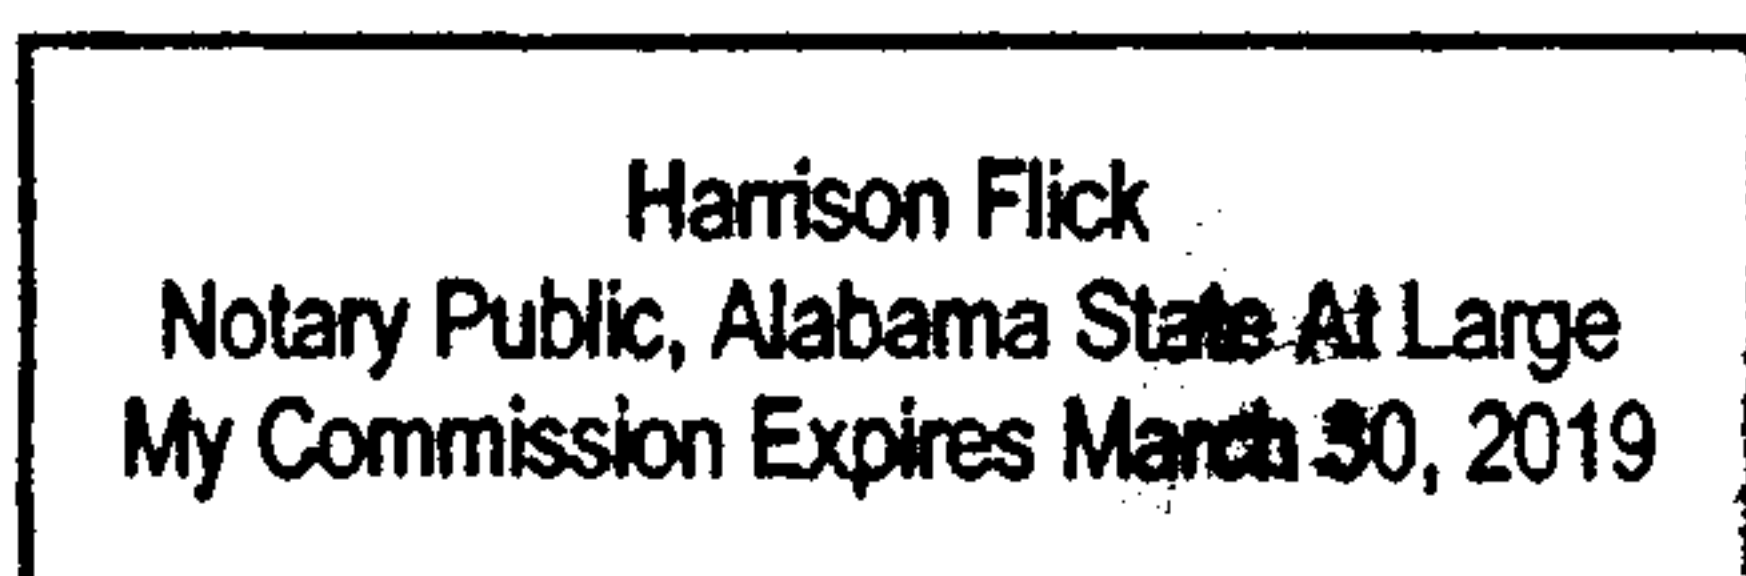 Harrison Flick
Notary Public, Alabama State At Large
My Commission Expires March 30, 2019